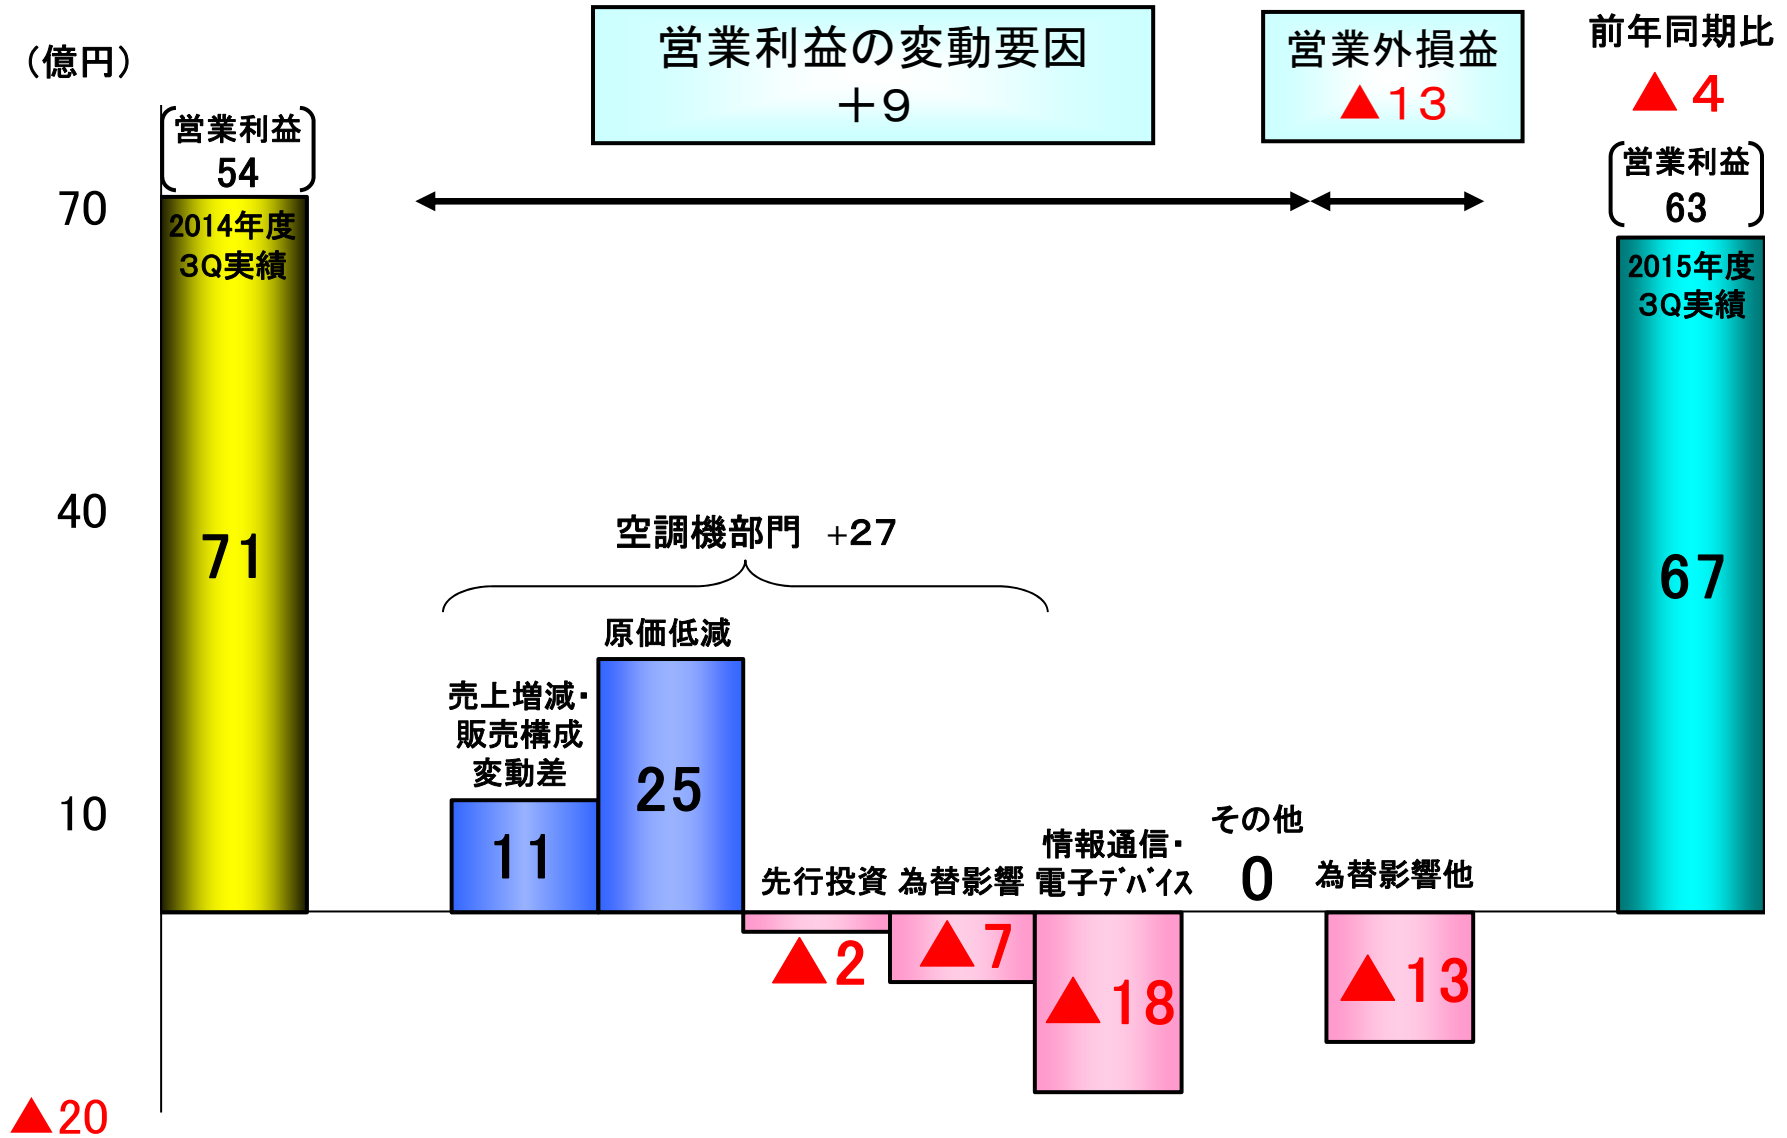 (億円)
営業利益の変動要因
+9
営業外損益
▲13
前年同期比
▲4
営業利益
54
2014年度
3Q実績
71
70
40
10
▲20
空調機部門 +27
売上増減・
販売構成
変動差
11
原価低減
25
先行投資
▲2
為替影響
▲7
情報通信・
電子ﾃﾞﾊﾞｲｽ
▲18
その他
0
為替影響他
▲13
営業利益
63
2015年度
3Q実績
67